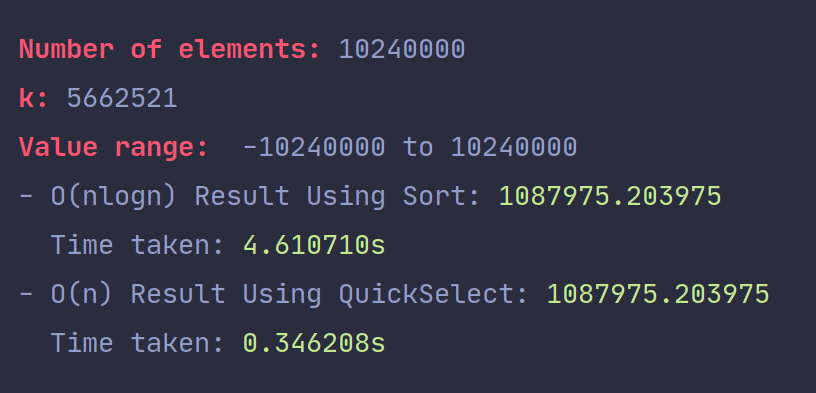 Number of elements: 10240000
k: 5662521
Value range:  -10240000 to 10240000
- O(nlogn) Result Using Sort: 1087975.203975
  Time taken: 4.610710s
- O(n) Result Using QuickSelect: 1087975.203975
  Time taken: 0.346208s